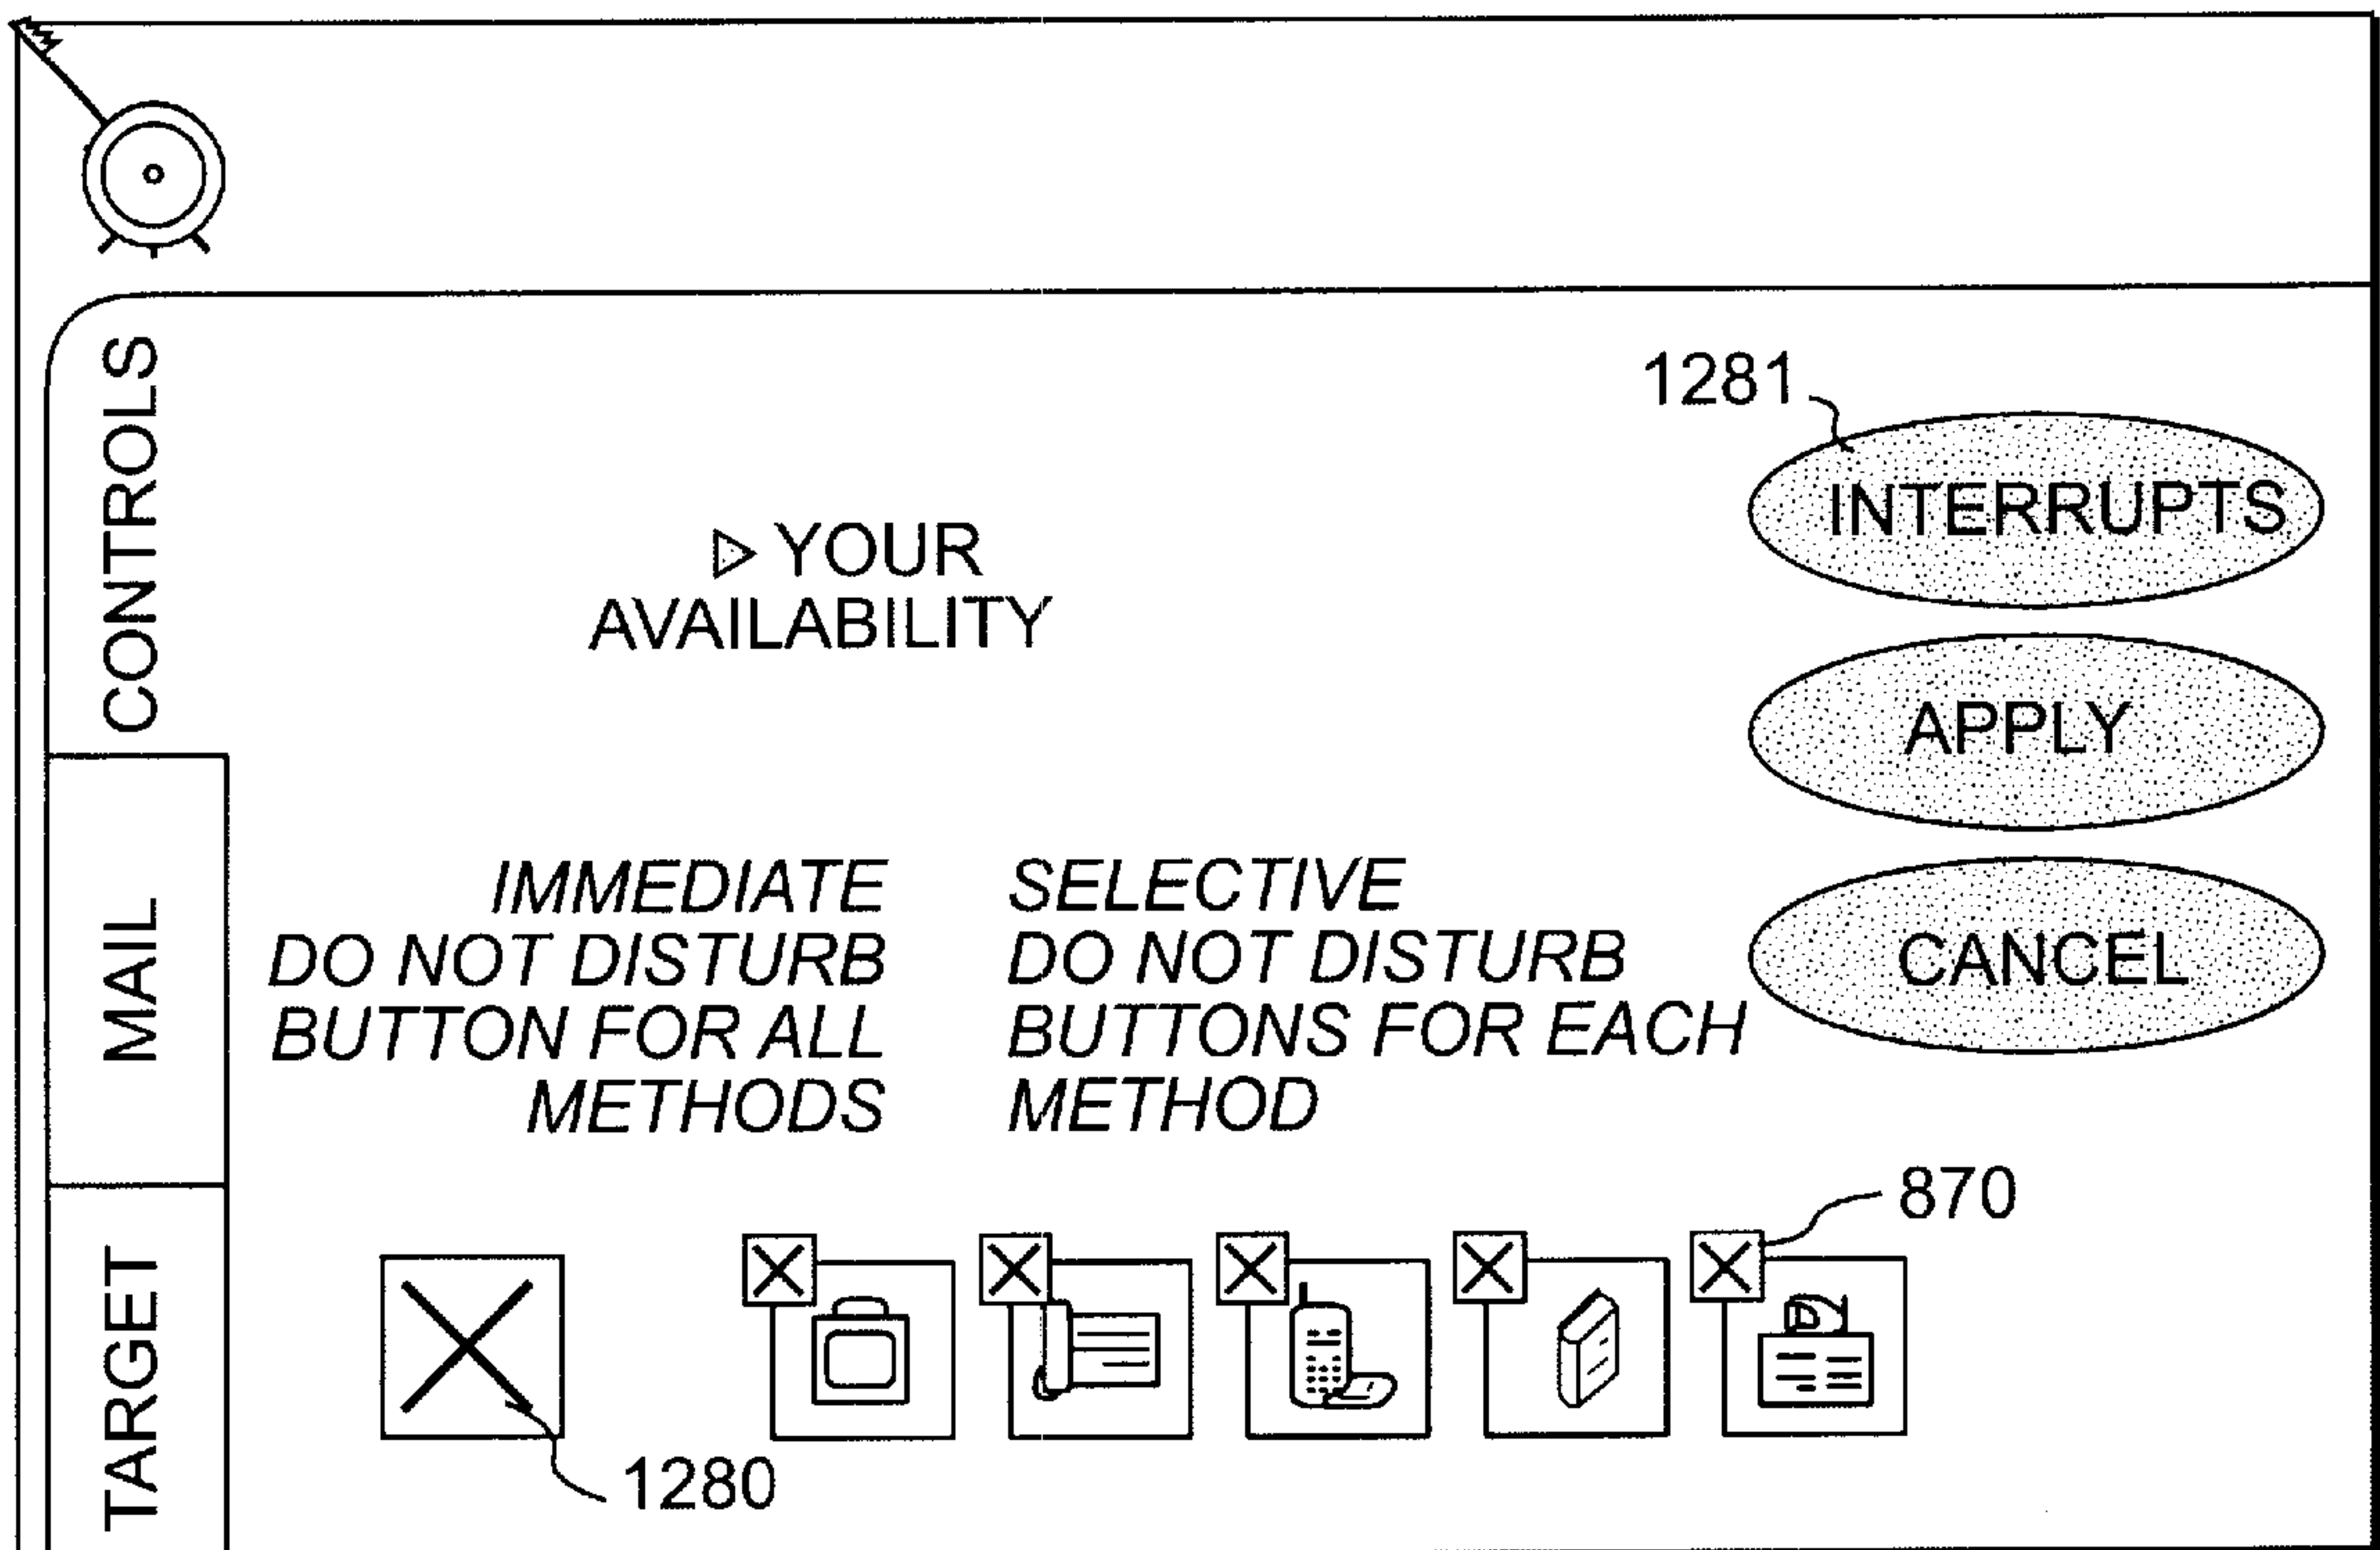 CONTROLS
MAIL
TARGET
▷ YOUR
AVAILABILITY
1281
INTERRUPTS
APPLY
CANCEL
IMMEDIATE
DO NOT DISTURB
BUTTON FOR ALL
METHODS
SELECTIVE
DO NOT DISTURB
BUTTONS FOR EACH
METHOD
870
1280